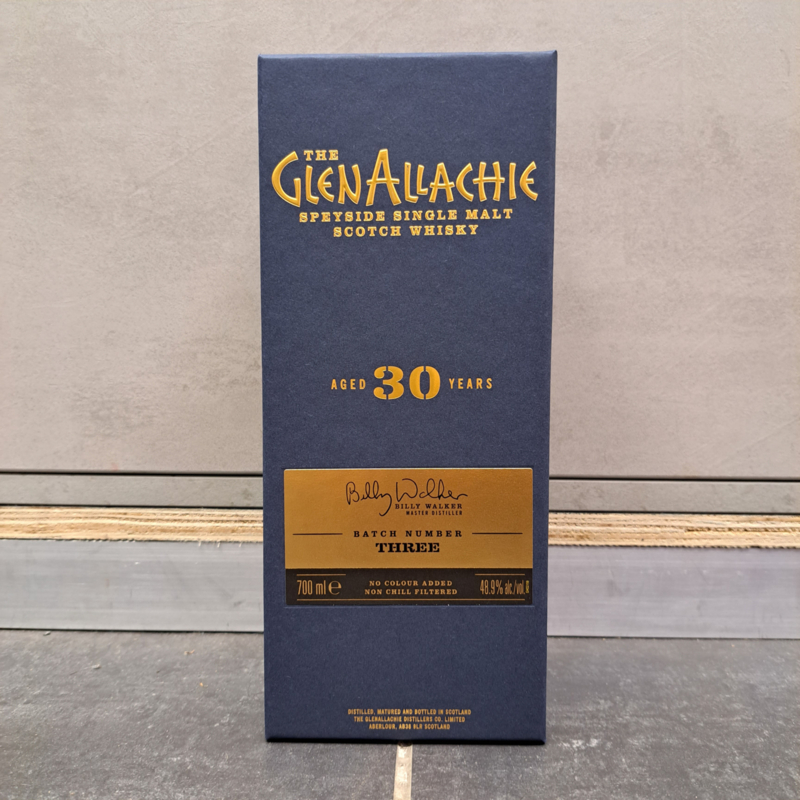 THE
GLENALLACHIE
SPEYSIDE SINGLE MALT
SCOTCH WHISKY
AGED 30 YEARS
Billy Walker
BILLY WALKER
MASTER DISTILLER
BATCH NUMBER
THREE
700 ml ℮
NO COLOUR ADDED
NON CHILL FILTERED
48.9% alc./vol.
DISTILLED, MATURED AND BOTTLED IN SCOTLAND
THE GLENALLACHIE DISTILLERS CO. LIMITED
ABERLOUR, AB38 9LR SCOTLAND